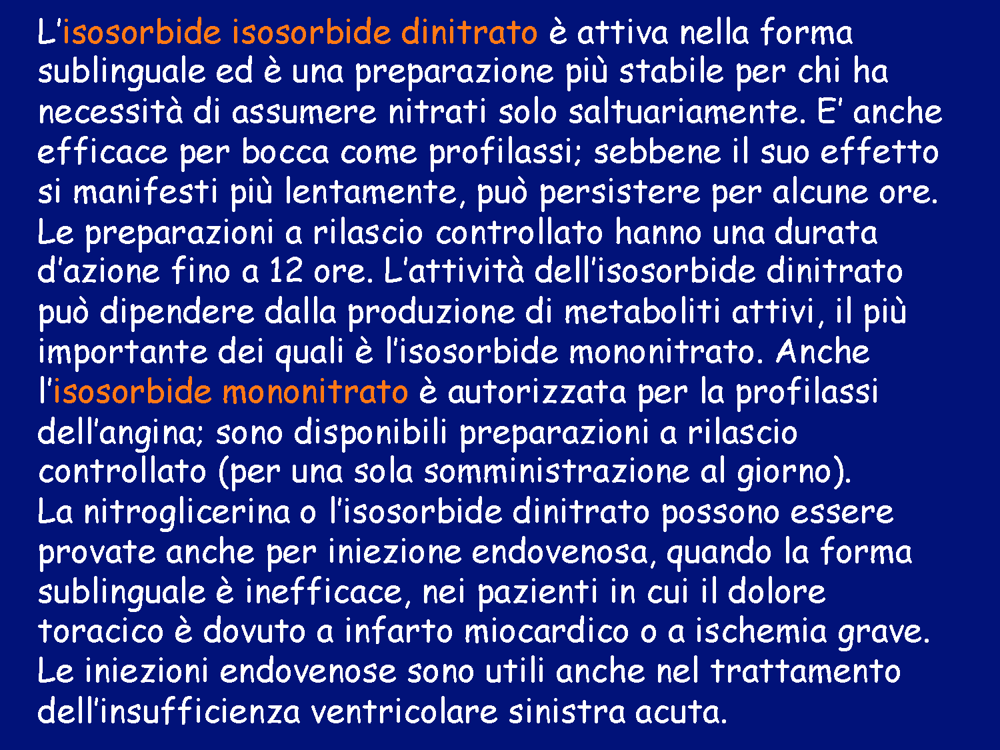 L’isosorbide isosorbide dinitrato è attiva nella forma
sublinguale ed è una preparazione più stabile per chi ha
necessità di assumere nitrati solo saltuariamente. E’ anche
efficace per bocca come profilassi; sebbene il suo effetto
si manifesti più lentamente, può persistere per alcune ore.
Le preparazioni a rilascio controllato hanno una durata
d’azione fino a 12 ore. L’attività dell’isosorbide dinitrato
può dipendere dalla produzione di metaboliti attivi, il più
importante dei quali è l’isosorbide mononitrato. Anche
l’isosorbide mononitrato è autorizzata per la profilassi
dell’angina; sono disponibili preparazioni a rilascio
controllato (per una sola somministrazione al giorno).
La nitroglicerina o l’isosorbide dinitrato possono essere
provate anche per iniezione endovenosa, quando la forma
sublinguale è inefficace, nei pazienti in cui il dolore
toracico è dovuto a infarto miocardico o a ischemia grave.
Le iniezioni endovenose sono utili anche nel trattamento
dell’insufficienza ventricolare sinistra acuta.